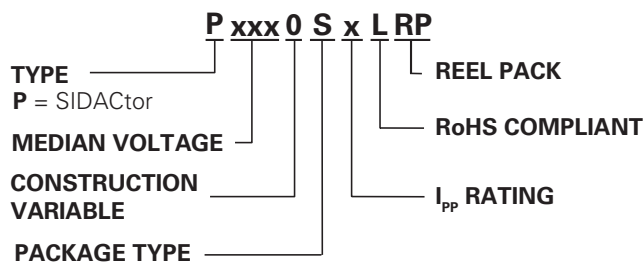 P xxx 0 S x L RP
TYPE
P = SIDACtor
MEDIAN VOLTAGE
CONSTRUCTION
VARIABLE
PACKAGE TYPE
REEL PACK
RoHS COMPLIANT
IPP RATING